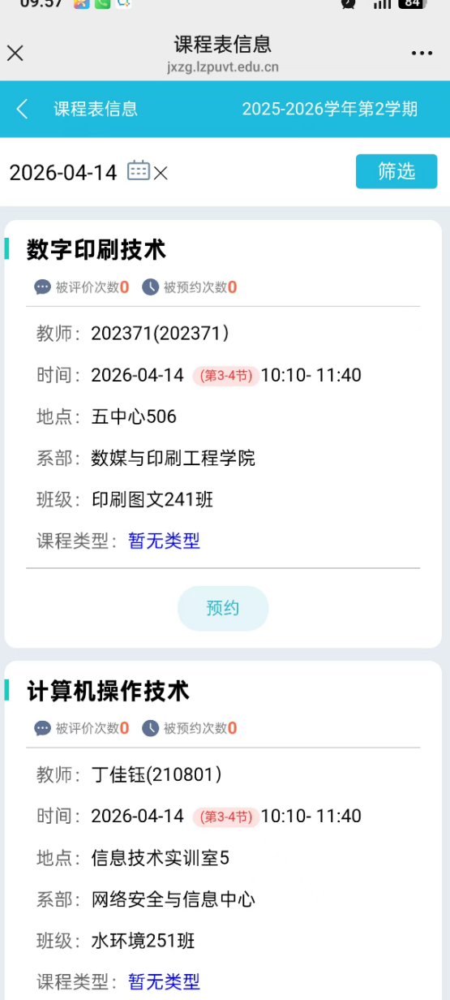 09:57
84
课程表信息
jxzg.lzpuvt.edu.cn
课程表信息 2025-2026学年第2学期
2026-04-14 筛选
数字印刷技术
被评价次数0 被预约次数0
教师：202371(202371)
时间：2026-04-14 (第3-4节) 10:10- 11:40
地点：五中心506
系部：数媒与印刷工程学院
班级：印刷图文241班
课程类型：暂无类型
预约
计算机操作技术
被评价次数0 被预约次数0
教师：丁佳钰(210801)
时间：2026-04-14 (第3-4节) 10:10- 11:40
地点：信息技术实训室5
系部：网络安全与信息中心
班级：水环境251班
课程类型：暂无类型